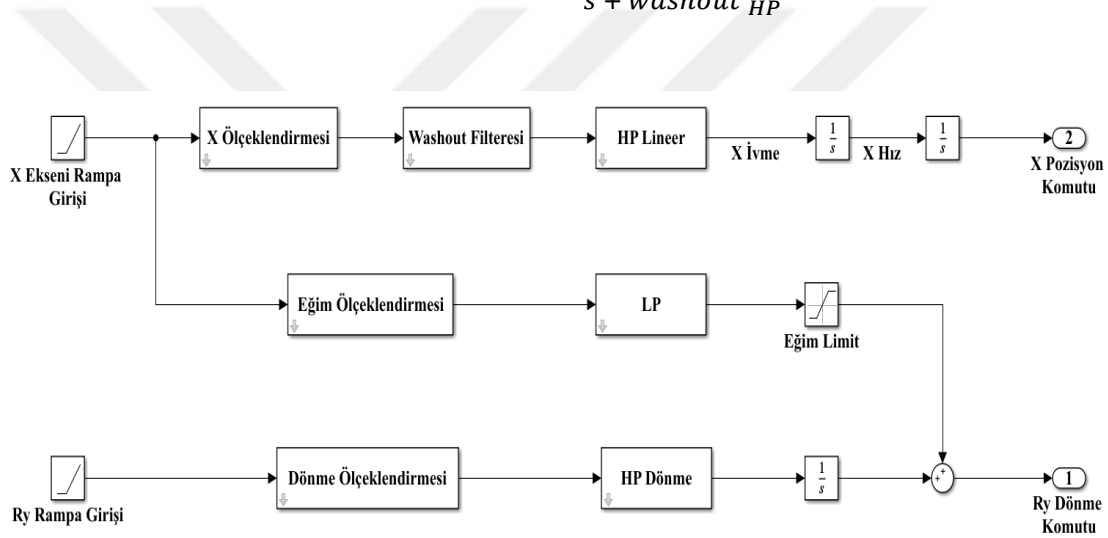 s + washout HP
X Ölçeklendirmesi
Washout Filteresi
HP Lineer
X İvme
1
s
X Hız
1
s
2
X Ekseni Rampa
Girişi
X Pozisyon
Komutu
Eğim Ölçeklendirmesi
LP
Eğim Limit
Dönme Ölçeklendirmesi
HP Dönme
1
s
+
+
1
Ry Rampa Girişi
Ry Dönme
Komutu